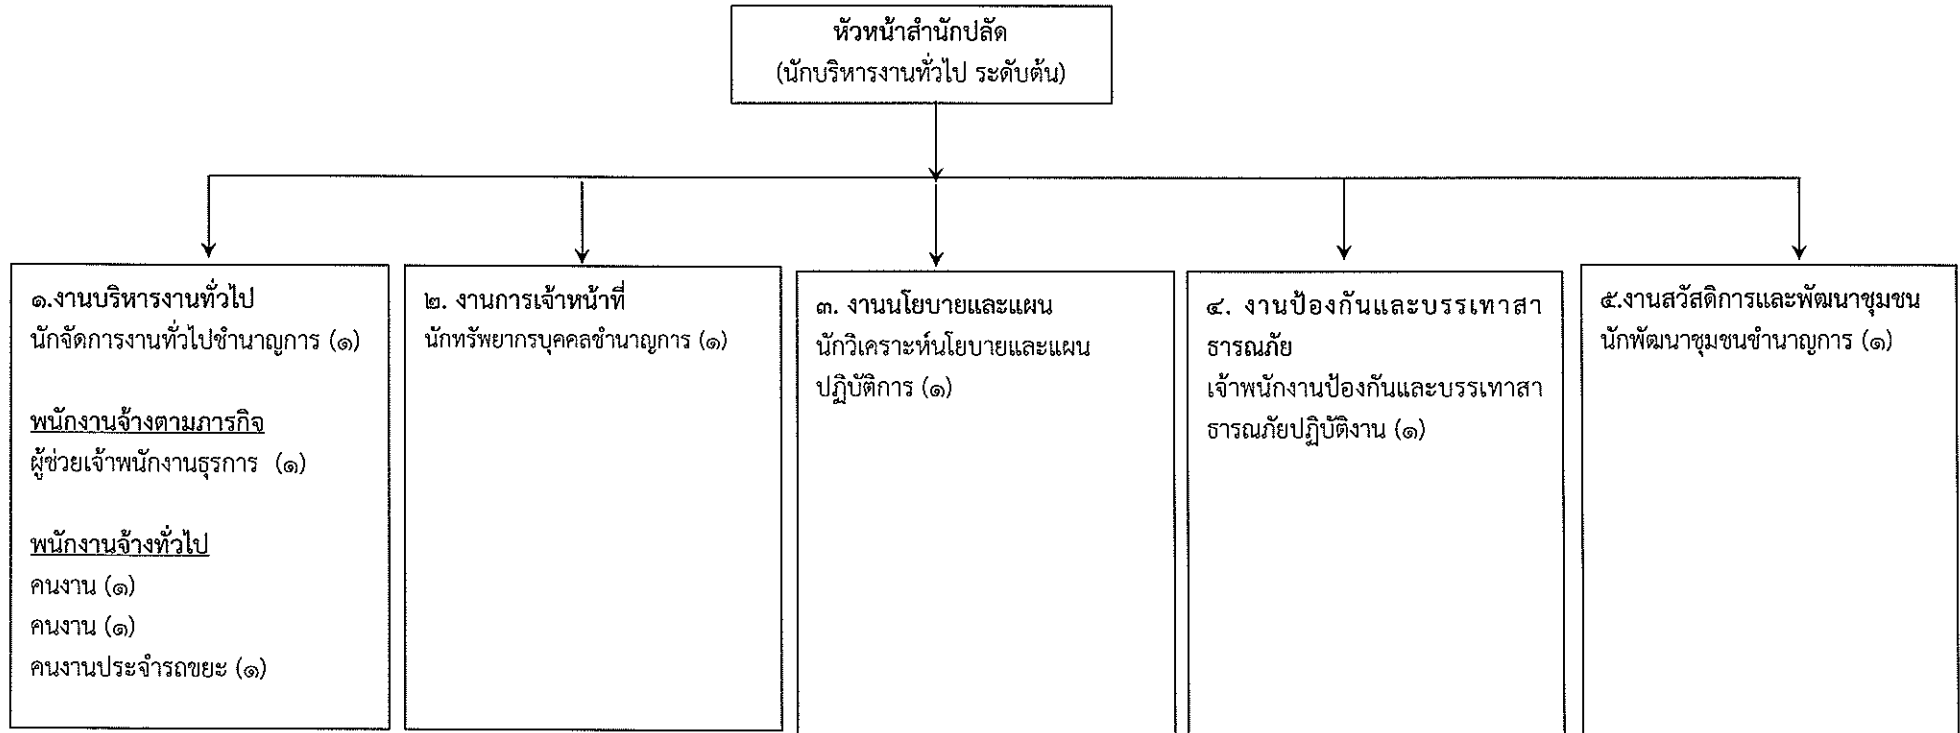 หัวหน้าสำนักปลัด
(นักบริหารงานทั่วไป ระดับต้น)
๑.งานบริหารงานทั่วไป
นักจัดการงานทั่วไปชำนาญการ (๑)
พนักงานจ้างตามภารกิจ
ผู้ช่วยเจ้าพนักงานธุรการ (๑)
พนักงานจ้างทั่วไป
คนงาน (๑)
คนงาน (๑)
คนงานประจำรถขยะ (๑)
๒. งานการเจ้าหน้าที่
นักทรัพยากรบุคคลชำนาญการ (๑)
๓. งานนโยบายและแผน
นักวิเคราะห์นโยบายและแผน
ปฏิบัติการ (๑)
๔. งานป้องกันและบรรเทาสา
ธารณภัย
เจ้าพนักงานป้องกันและบรรเทาสา
ธารณภัยปฏิบัติงาน (๑)
๕.งานสวัสดิการและพัฒนาชุมชน
นักพัฒนาชุมชนชำนาญการ (๑)